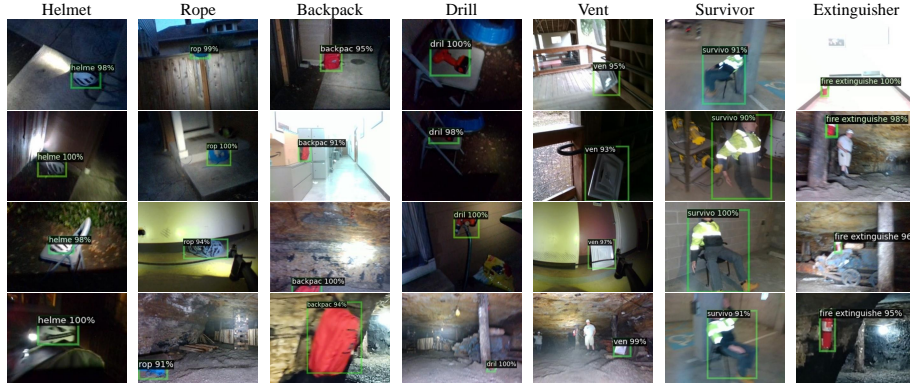 Helmet Rope Backpack Drill Vent Survivor Extinguisher
helme 98% rop 99% backpac 95% dril 100% ven 95% survivo 91% fire extinguishe 100%
helme 100% rop 100% backpac 91% dril 98% ven 93% survivo 90% fire extinguishe 98%
helme 98% rop 94% backpac 100% dril 100% ven 97% survivo 100% fire extinguishe 96
helme 100% rop 91% backpac 94% dril 100% ven 99% survivo 91% fire extinguishe 95%